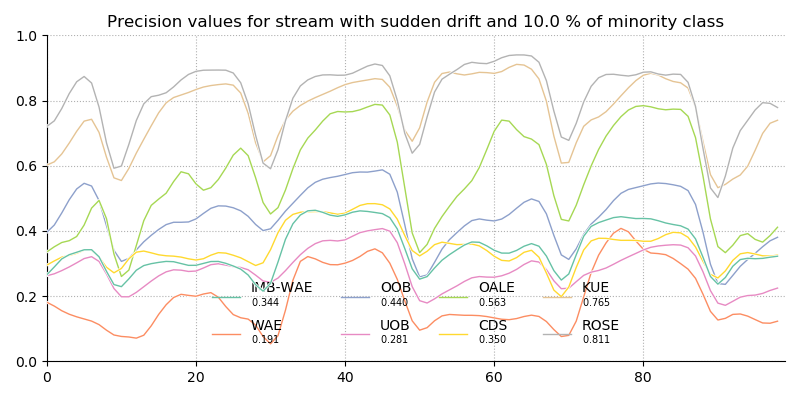 Precision values for stream with sudden drift and 10.0 % of minority class
1.0
0.8
0.6
0.4
0.2
0.0
MB-WAE OOB OALE KUE
0.344 0.440 0.563 0.765
WAE UOB CDS ROSE
0.191 0.281 0.350 0.811
0 20 40 60 80